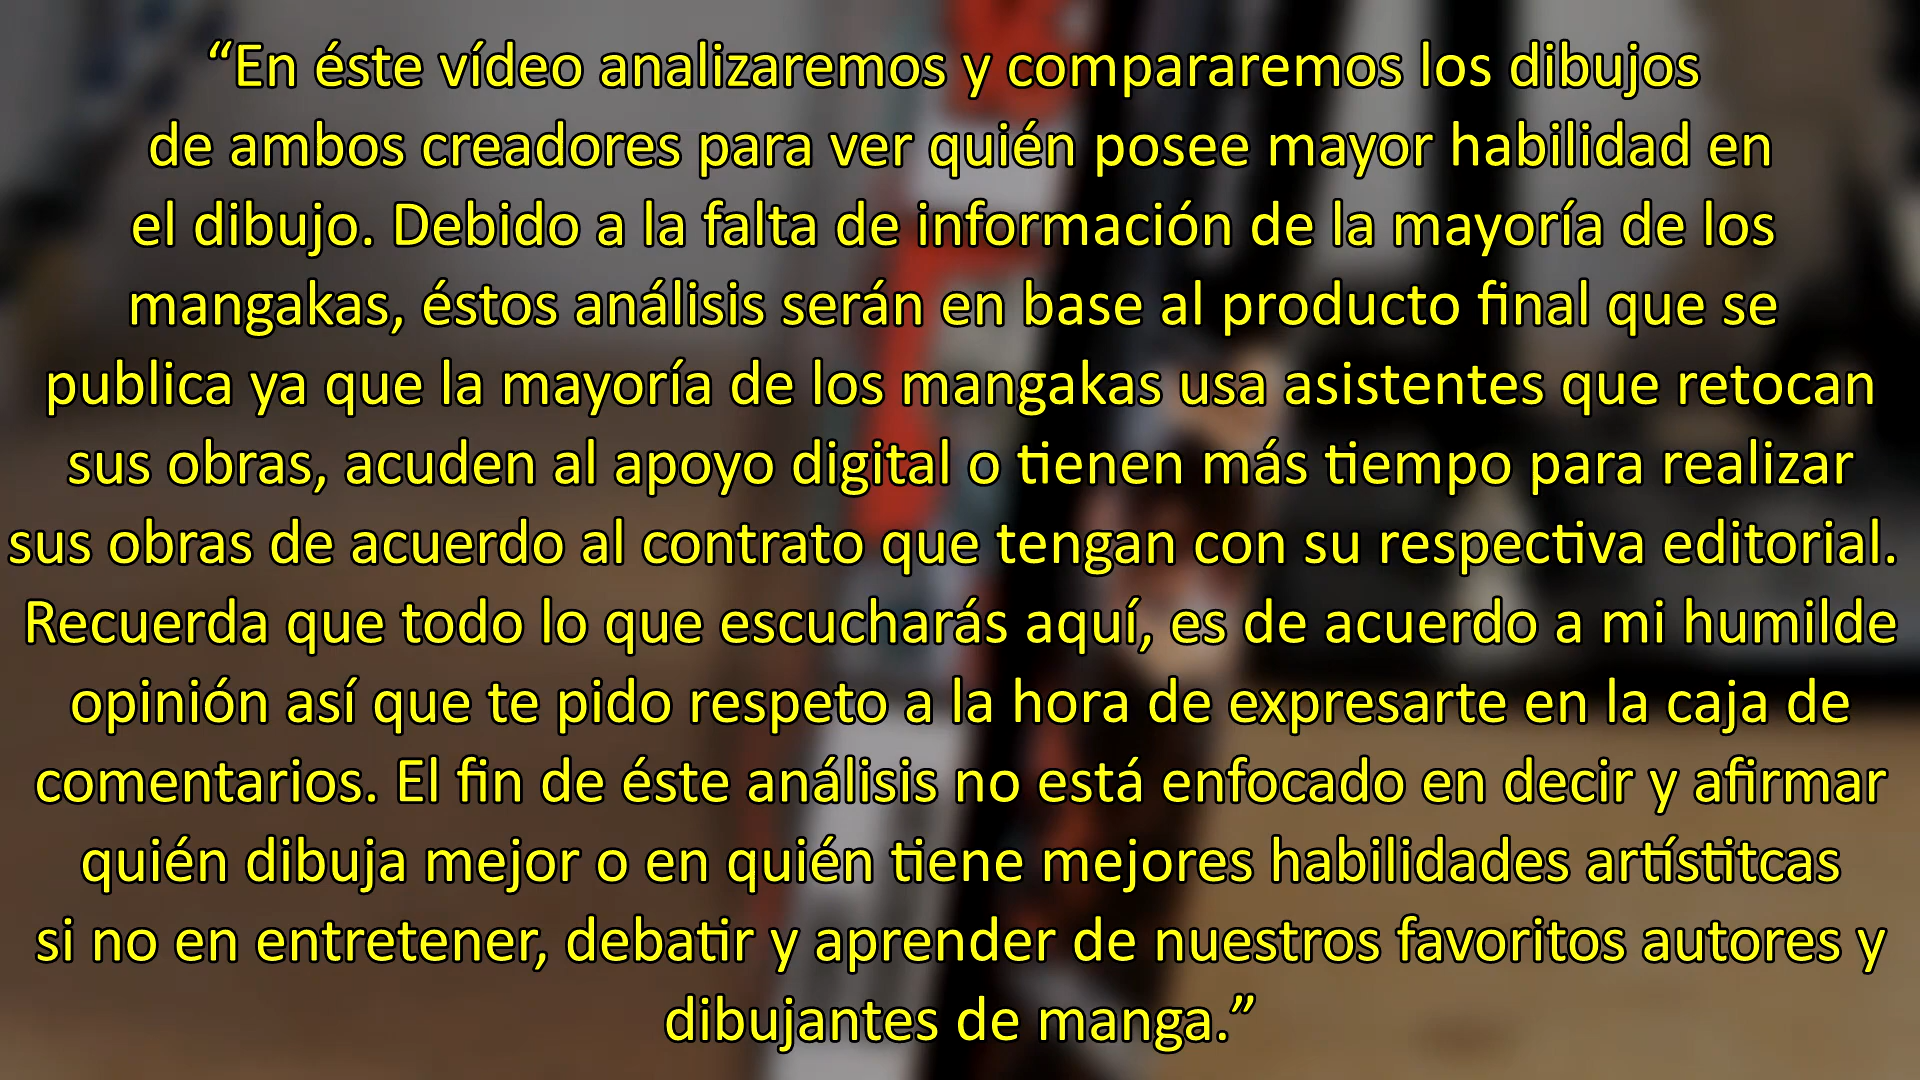 “En éste vídeo analizaremos y compararemos los dibujos
de ambos creadores para ver quién posee mayor habilidad en
el dibujo. Debido a la falta de información de la mayoría de los
mangakas, éstos análisis serán en base al producto final que se
publica ya que la mayoría de los mangakas usa asistentes que retocan
sus obras, acuden al apoyo digital o tienen más tiempo para realizar
sus obras de acuerdo al contrato que tengan con su respectiva editorial.
Recuerda que todo lo que escucharás aquí, es de acuerdo a mi humilde
opinión así que te pido respeto a la hora de expresarte en la caja de
comentarios. El fin de éste análisis no está enfocado en decir y afirmar
quién dibuja mejor o en quién tiene mejores habilidades artístitcas
si no en entretener, debatir y aprender de nuestros favoritos autores y
dibujantes de manga.”